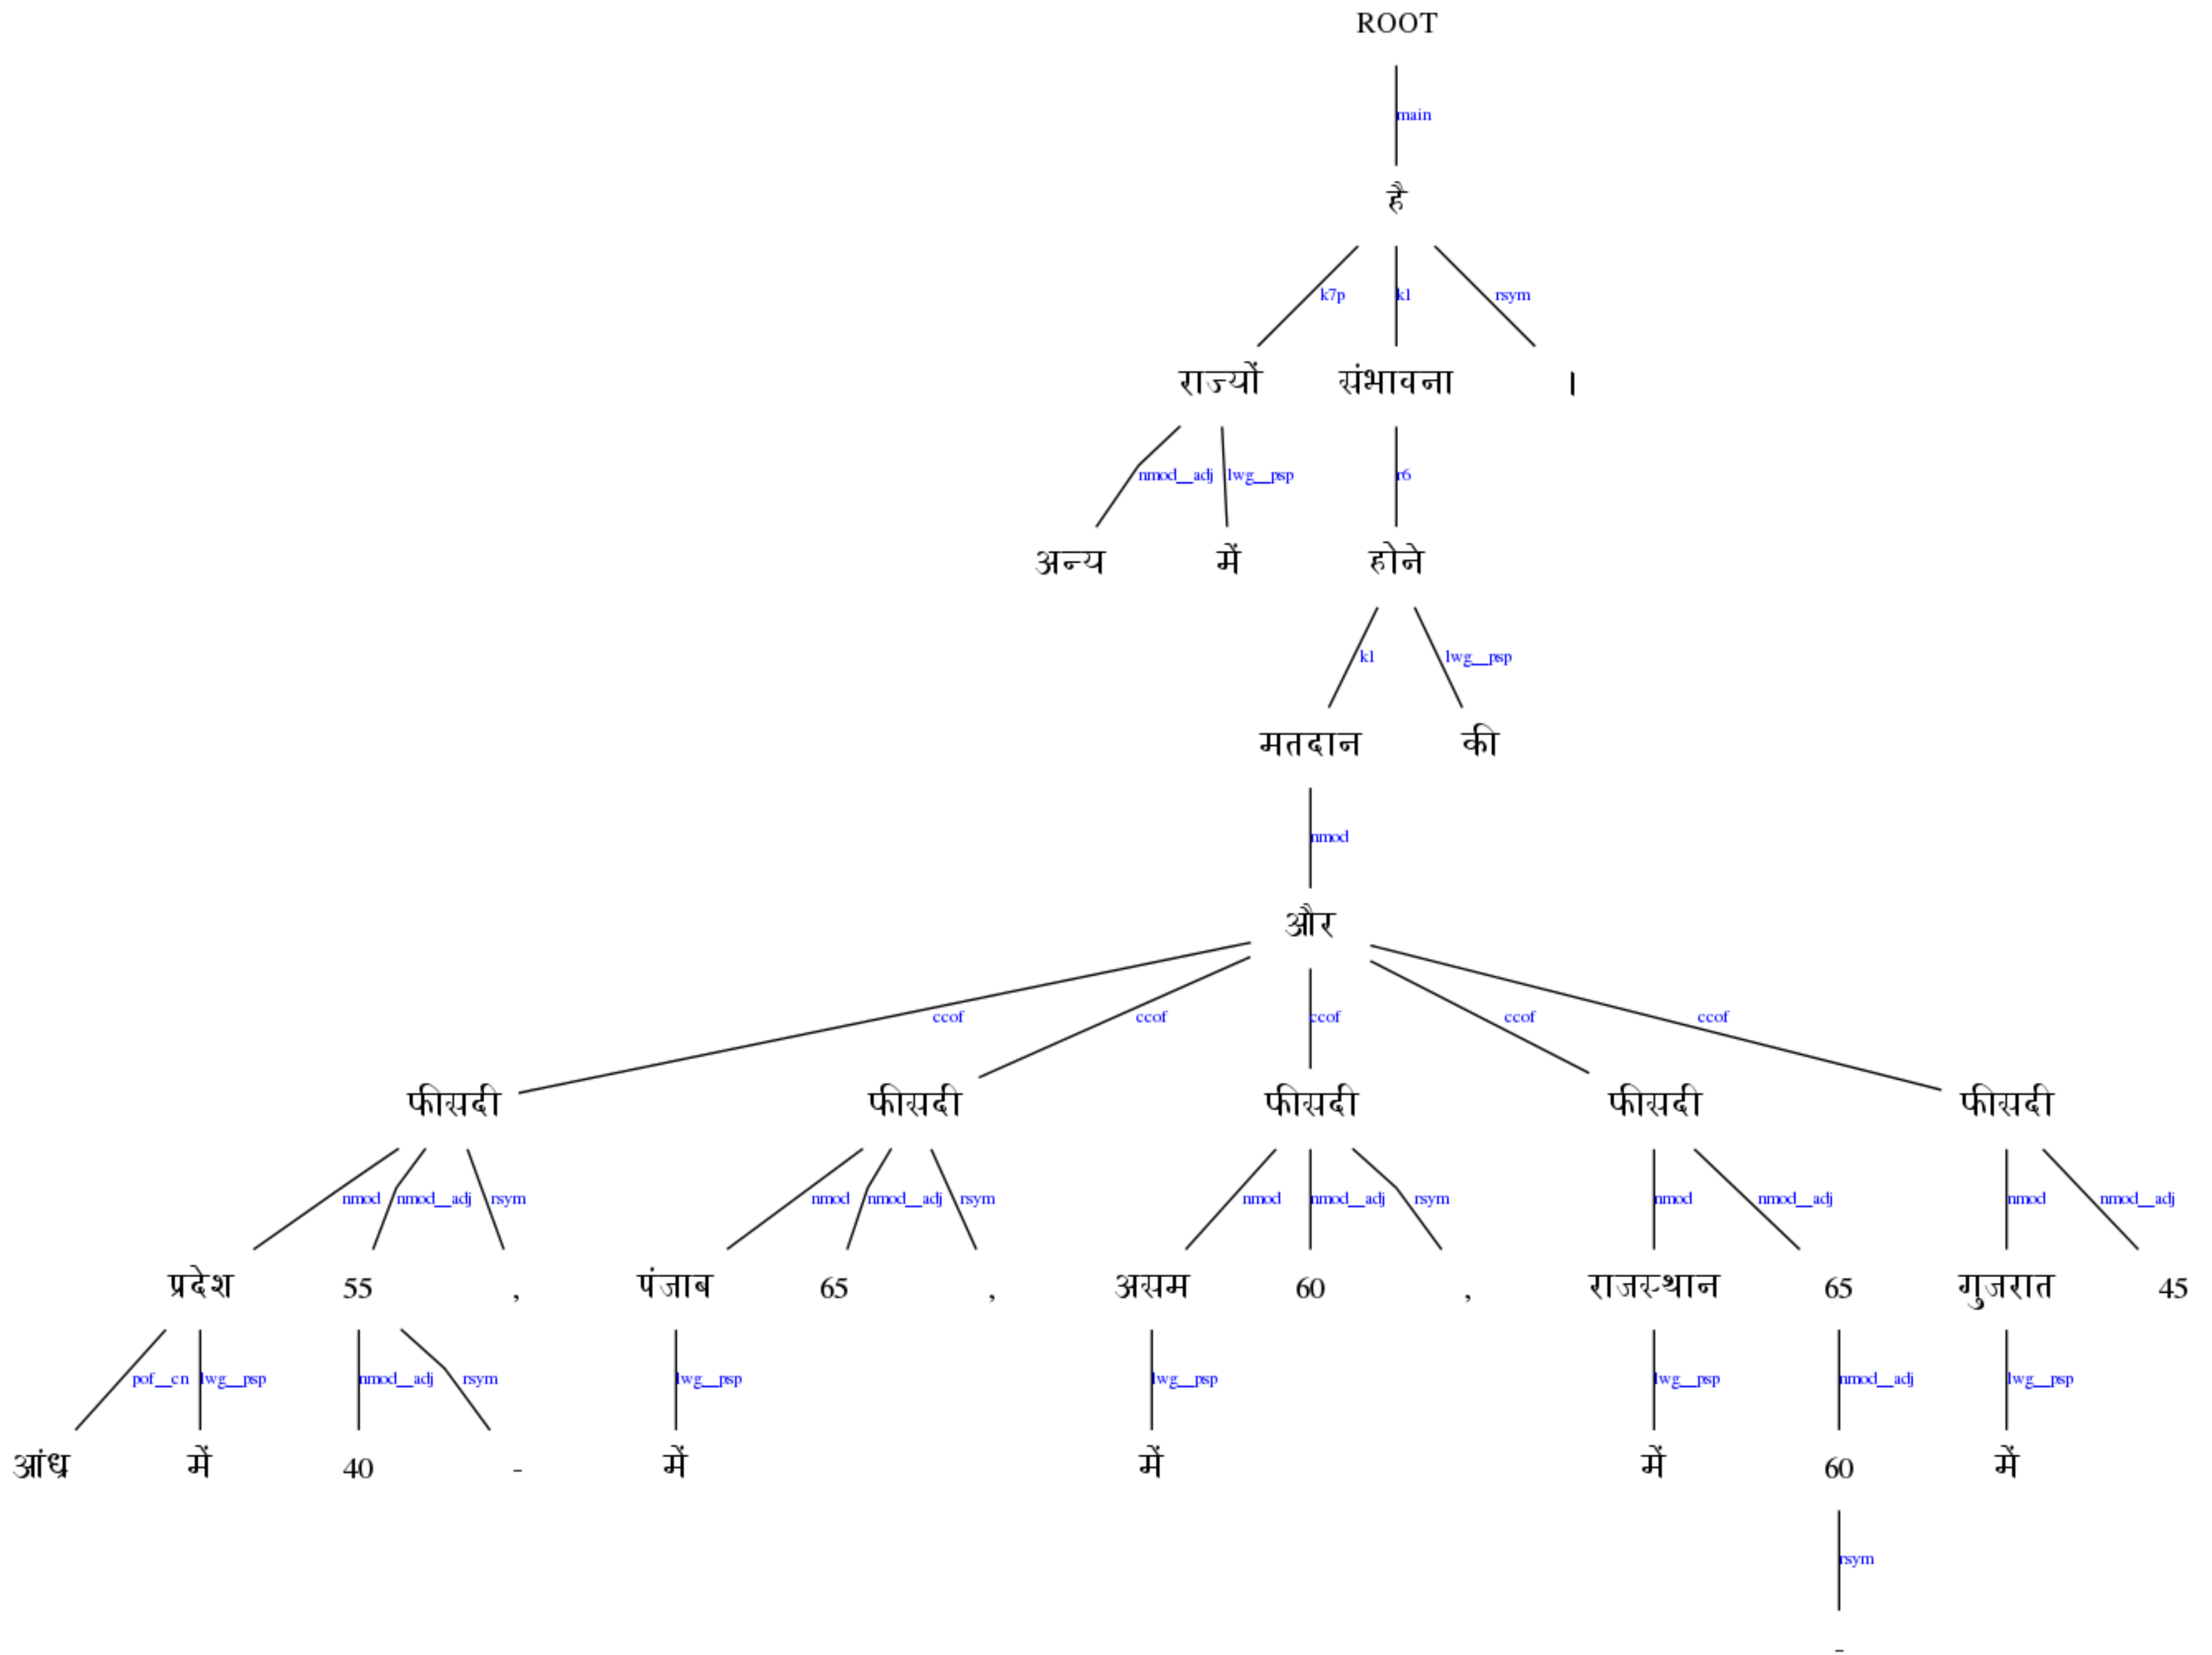 ROOT
main
है
k7p k1 rsym
राज्यों संभावना ।
nmod__adj lwg__psp r6
अन्य में होने
k1 lwg__psp
मतदान की
nmod
और
ccof ccof ccof ccof ccof
फीसदी फीसदी फीसदी फीसदी फीसदी
nmod nmod__adj rsym nmod nmod__adj rsym nmod nmod__adj rsym nmod nmod__adj nmod nmod__adj
प्रदेश 55 , पंजाब 65 , असम 60 , राजस्थान 65 गुजरात 45
pof__cn lwg__psp nmod__adj rsym lwg__psp lwg__psp lwg__psp nmod__adj lwg__psp
आंध्र में 40 - में में में 60 में
rsym
-